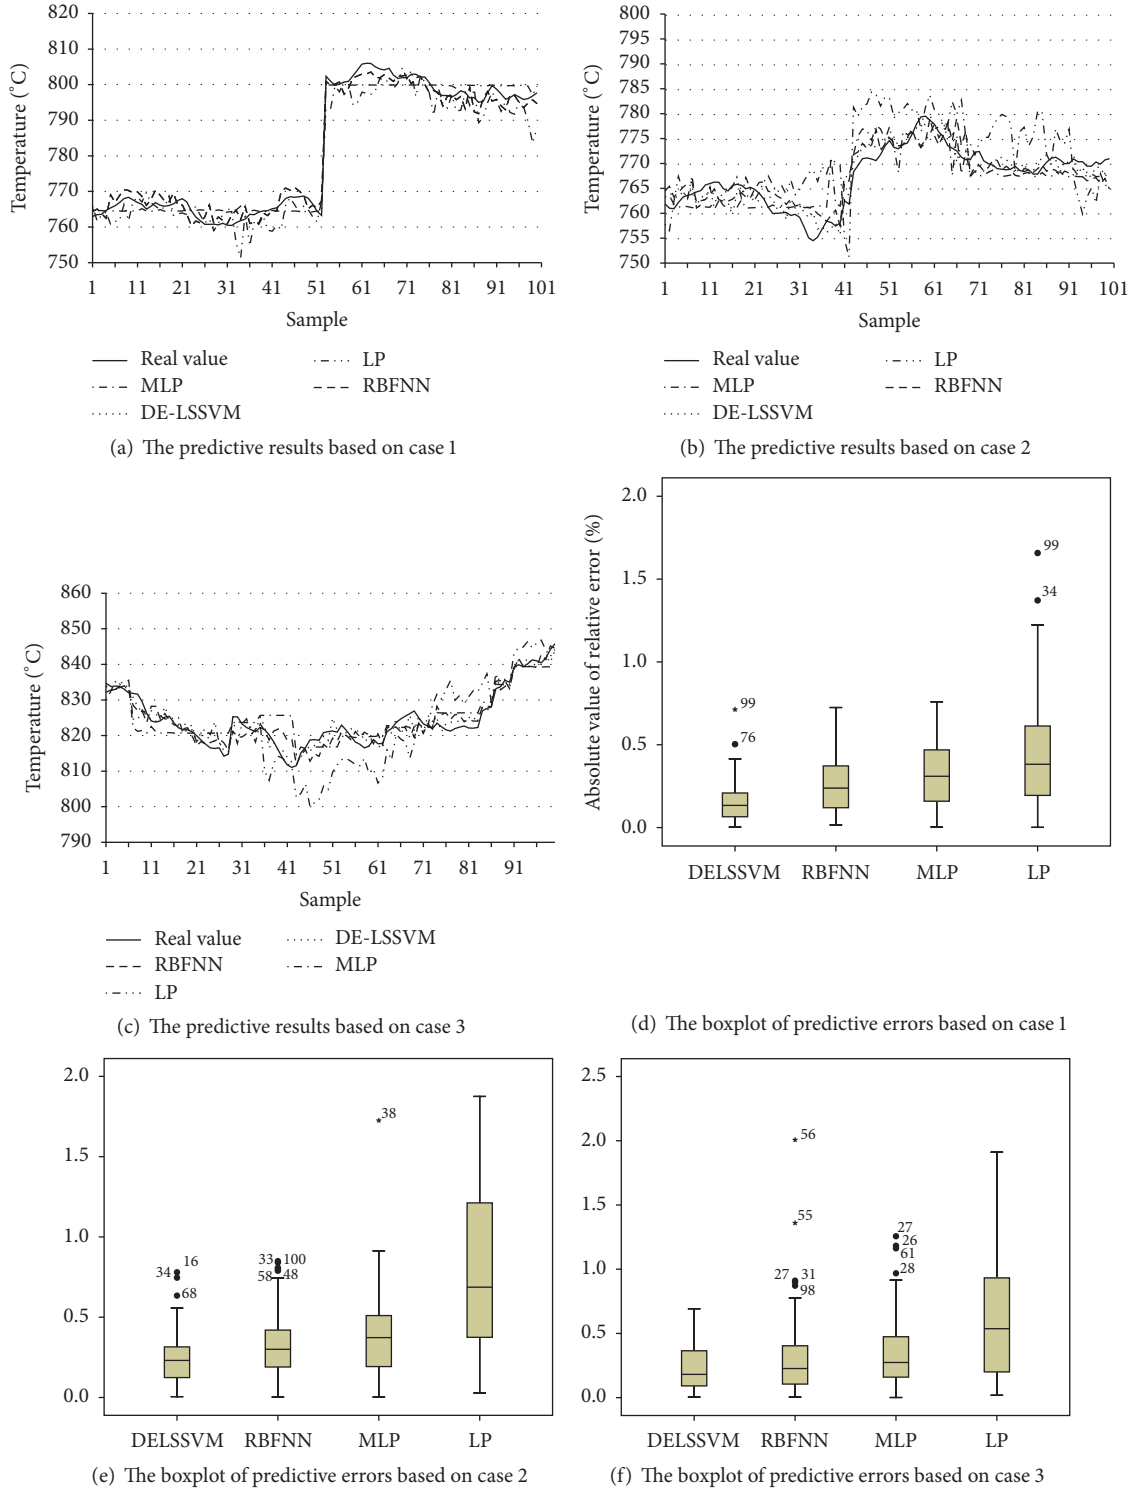 820
810
800
790
780
770
760
750
Temperature (°C)
1 11 21 31 41 51 61 71 81 91 101
Sample
Real value
LP
MLP
RBFNN
DE-LSSVM
(a) The predictive results based on case 1
800
795
790
785
780
775
770
765
760
755
750
Temperature (°C)
1 11 21 31 41 51 61 71 81 91 101
Sample
Real value
LP
MLP
RBFNN
DE-LSSVM
(b) The predictive results based on case 2
860
850
840
830
820
810
800
790
Temperature (°C)
1 11 21 31 41 51 61 71 81 91
Sample
Real value
DE-LSSVM
RBFNN
MLP
LP
(c) The predictive results based on case 3
2.0
1.5
1.0
0.5
0.0
Absolute value of relative error (%)
99
76
99
34
DELSSVM RBFNN MLP LP
(d) The boxplot of predictive errors based on case 1
2.0
1.5
1.0
0.5
0.0
16
34
68
33 100
58 48
38
DELSSVM RBFNN MLP LP
(e) The boxplot of predictive errors based on case 2
2.5
2.0
1.5
1.0
0.5
0.0
56
55
27 31
98
27
26
61
28
DELSSVM RBFNN MLP LP
(f) The boxplot of predictive errors based on case 3